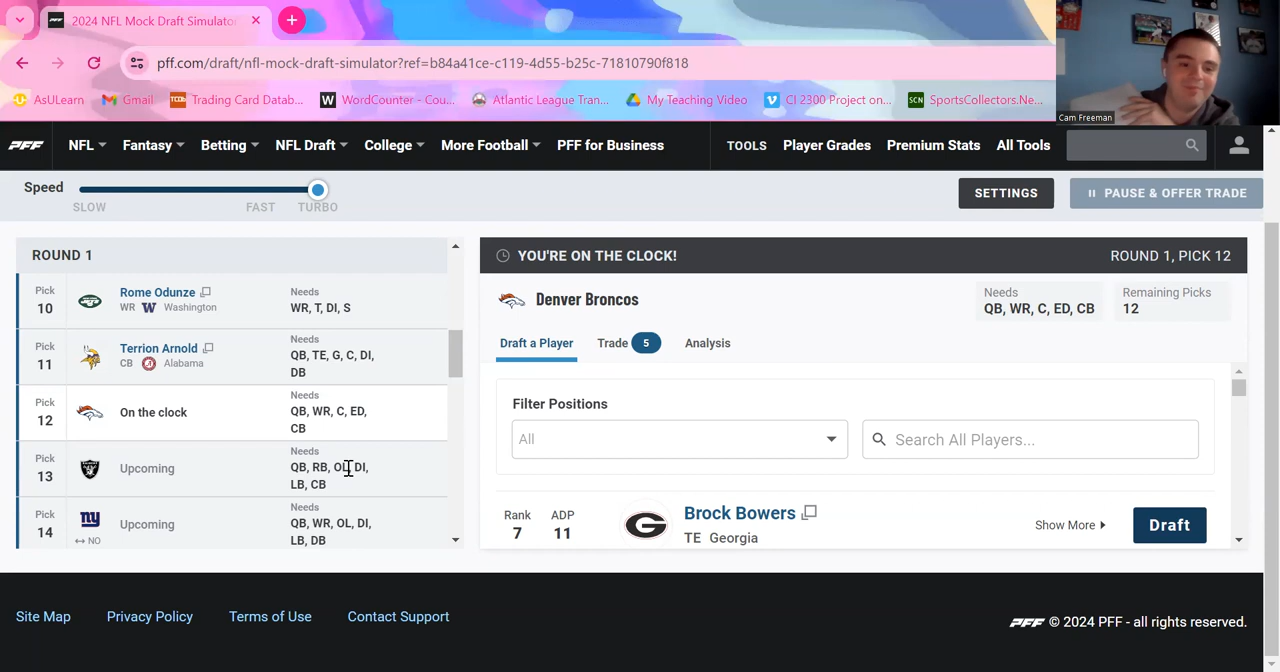 2024 NFL Mock Draft Simulator
pff.com/draft/nfl-mock-draft-simulator?ref=b84a41ce-c119-4d55-b25c-71810790f818
AsULearn
Gmail
Trading Card Datab...
WordCounter - Cou...
Atlantic League Tran...
My Teaching Video
CI 2300 Project on...
SportsCollectors.Ne...
Cam Freeman
PFF
NFL
Fantasy
Betting
NFL Draft
College
More Football
PFF for Business
TOOLS
Player Grades
Premium Stats
All Tools
Speed
SLOW
FAST
TURBO
SETTINGS
PAUSE & OFFER TRADE
ROUND 1
Pick
10
Rome Odunze
WR W Washington
Needs
WR, T, DI, S
Pick
11
Terrion Arnold
CB Alabama
Needs
QB, TE, G, C, DI,
DB
Pick
12
On the clock
Needs
QB, WR, C, ED,
CB
Pick
13
Upcoming
Needs
QB, RB, OL, DI,
LB, CB
Pick
14
NO
Upcoming
Needs
QB, WR, OL, DI,
LB, DB
YOU'RE ON THE CLOCK!
ROUND 1, PICK 12
Denver Broncos
Needs
QB, WR, C, ED, CB
Remaining Picks
12
Draft a Player
Trade 5
Analysis
Filter Positions
All
Search All Players...
Rank
7
ADP
11
Brock Bowers
TE Georgia
Show More
Draft
Site Map
Privacy Policy
Terms of Use
Contact Support
PFF © 2024 PFF - all rights reserved.